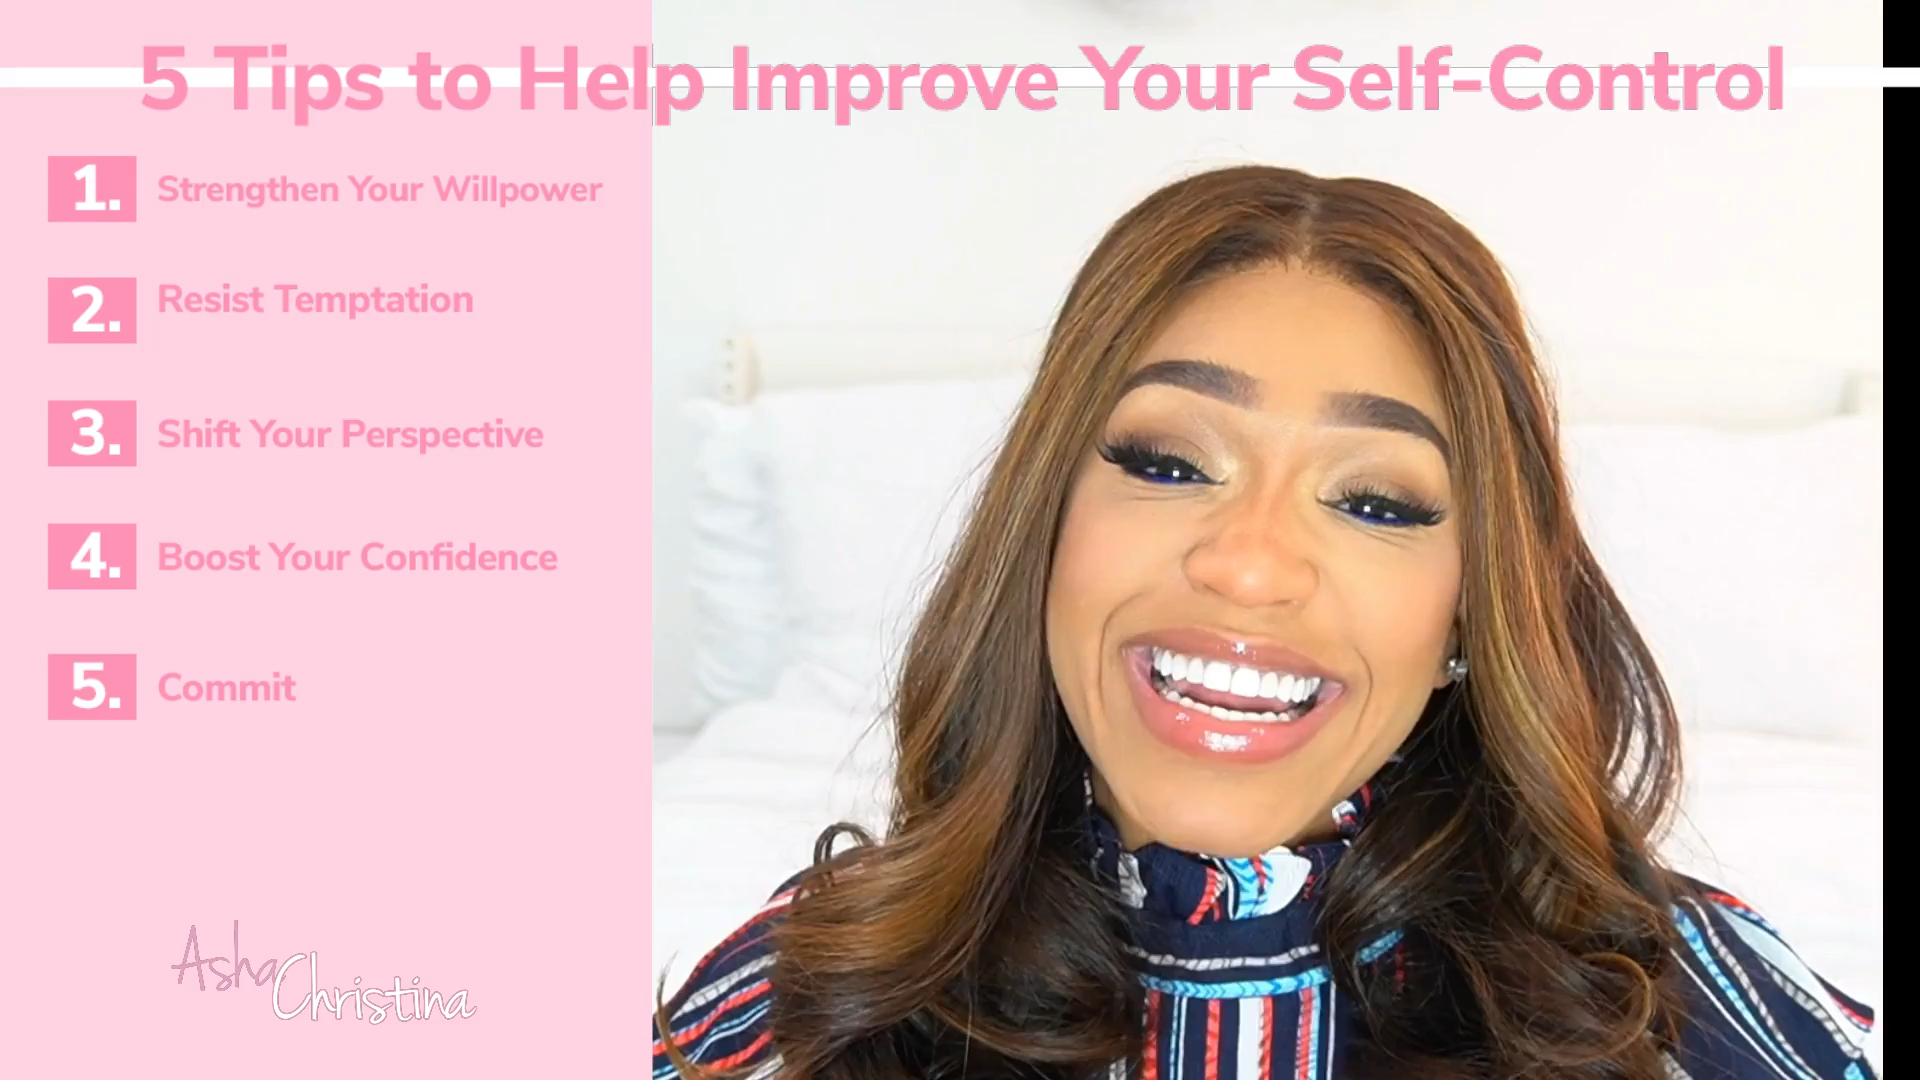 5 Tips to Help Improve Your Self-Control
1. Strengthen Your Willpower
2. Resist Temptation
3. Shift Your Perspective
4. Boost Your Confidence
5. Commit
Asha Christina